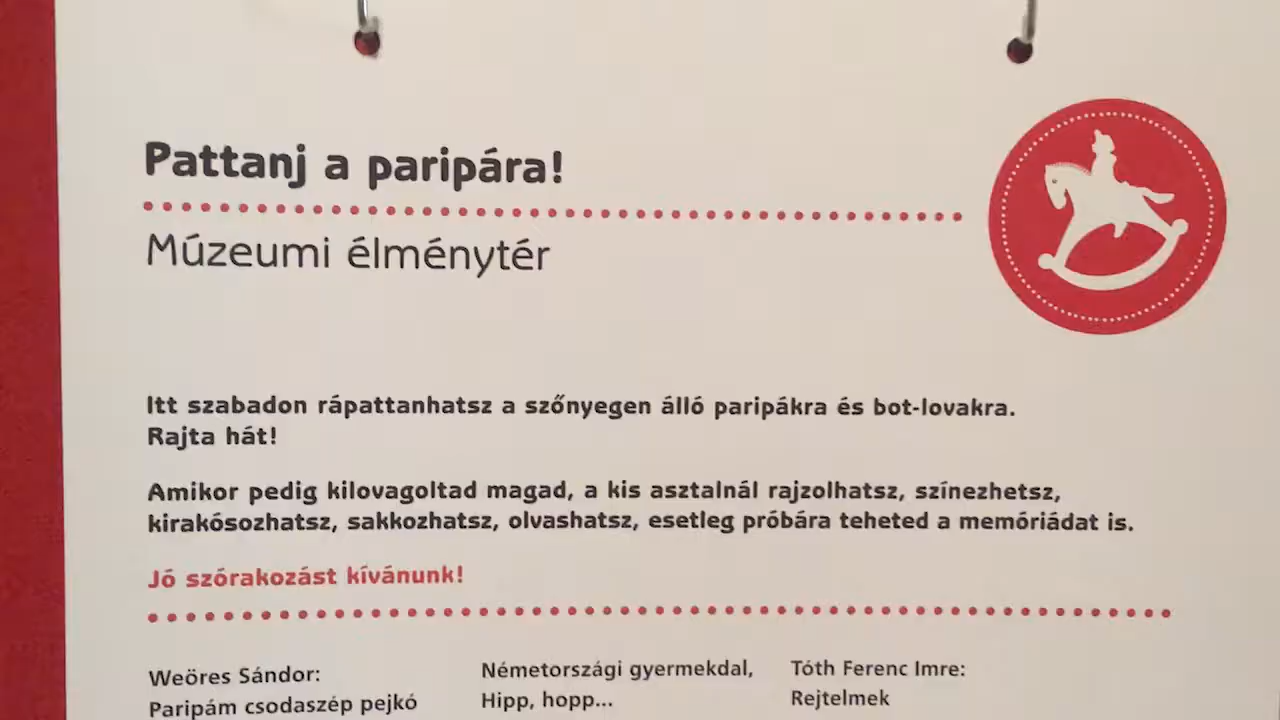 Pattanj a paripára!
Múzeumi élménytér
Itt szabadon rápattanhatsz a szőnyegen álló paripákra és bot-lovakra.
Rajta hát!
Amikor pedig kilovagoltad magad, a kis asztalnál rajzolhatsz, színezhetsz,
kirakósozhatsz, sakkozhatsz, olvashatsz, esetleg próbára teheted a memóriádat is.
Jó szórakozást kívánunk!
Weöres Sándor:
Paripám csodaszép pejkó
Németországi gyermekdal,
Hipp, hopp...
Tóth Ferenc Imre:
Rejtelmek